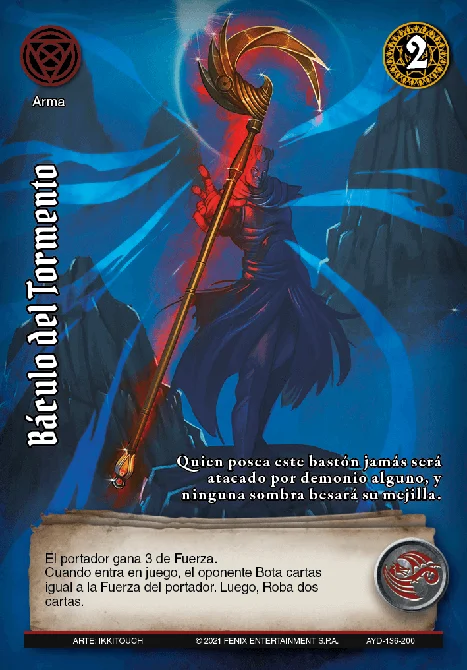 2
Arma
Báculo del Tormento
Quien posea este bastón jamás será
atacado por demonio alguno, y
ninguna sombra besará su mejilla.
El portador gana 3 de Fuerza.
Cuando entra en juego, el oponente Bota cartas
igual a la Fuerza del portador. Luego, Roba dos
cartas.
ARTE: IKKITOUCH © 2021 FENIX ENTERTAINMENT S.P.A. AYD-139-200